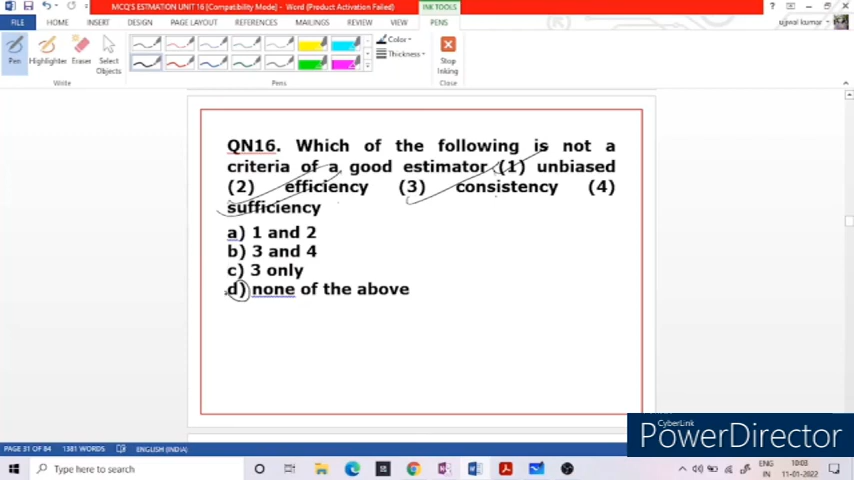 MCQ'S ESTMATION UNIT 16 [Compatibility Mode] - Word (Product Activation Failed)
INK TOOLS
FILE HOME INSERT DESIGN PAGE LAYOUT REFERENCES MAILINGS REVIEW VIEW PENS
ujjwal kumar
Pen Highlighter Eraser Select Objects
Color
Thickness
Stop Inking
Write Pens Close
QN16. Which of the following is not a
criteria of a good estimator (1) unbiased
(2) efficiency (3) consistency (4)
sufficiency
a) 1 and 2
b) 3 and 4
c) 3 only
d) none of the above
CyberLink
PowerDirector
PAGE 31 OF 84 1381 WORDS ENGLISH (INDIA)
Type here to search
ENG
IN
10:03
11-01-2022